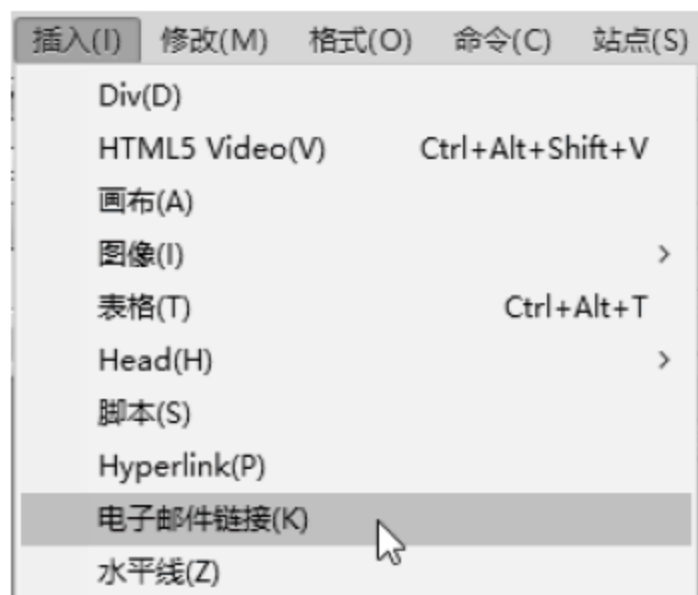 插入(I) 修改(M) 格式(O) 命令(C) 站点(S)
Div(D)
HTML5 Video(V) Ctrl+Alt+Shift+V
画布(A)
图像(I)
表格(T) Ctrl+Alt+T
Head(H)
脚本(S)
Hyperlink(P)
电子邮件链接(K)
水平线(Z)